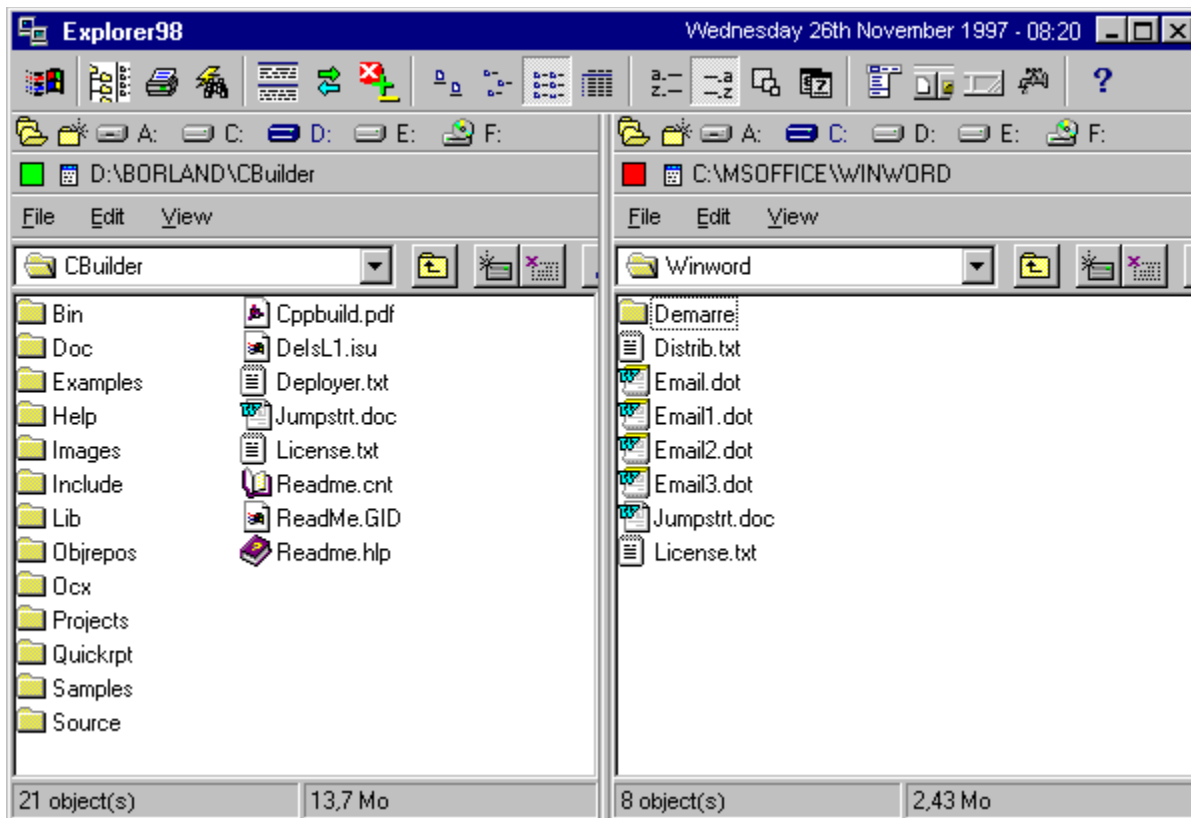 Explorer98 Wednesday 26th November 1997 - 08:20
A: C: D: E: F:
D:\BORLAND\CBuilder
File Edit View
CBuilder
Bin
Doc
Examples
Help
Images
Include
Lib
Objrepos
Ocx
Projects
Quickrpt
Samples
Source
Cppbuild.pdf
DeIsL1.isu
Deployer.txt
Jumpstrt.doc
License.txt
Readme.cnt
ReadMe.GID
Readme.hlp
21 object(s) 13,7 Mo
A: C: D: E: F:
C:\MSOFFICE\WINWORD
File Edit View
Winword
Demarre
Distrib.txt
Email.dot
Email1.dot
Email2.dot
Email3.dot
Jumpstrt.doc
License.txt
8 object(s) 2,43 Mo